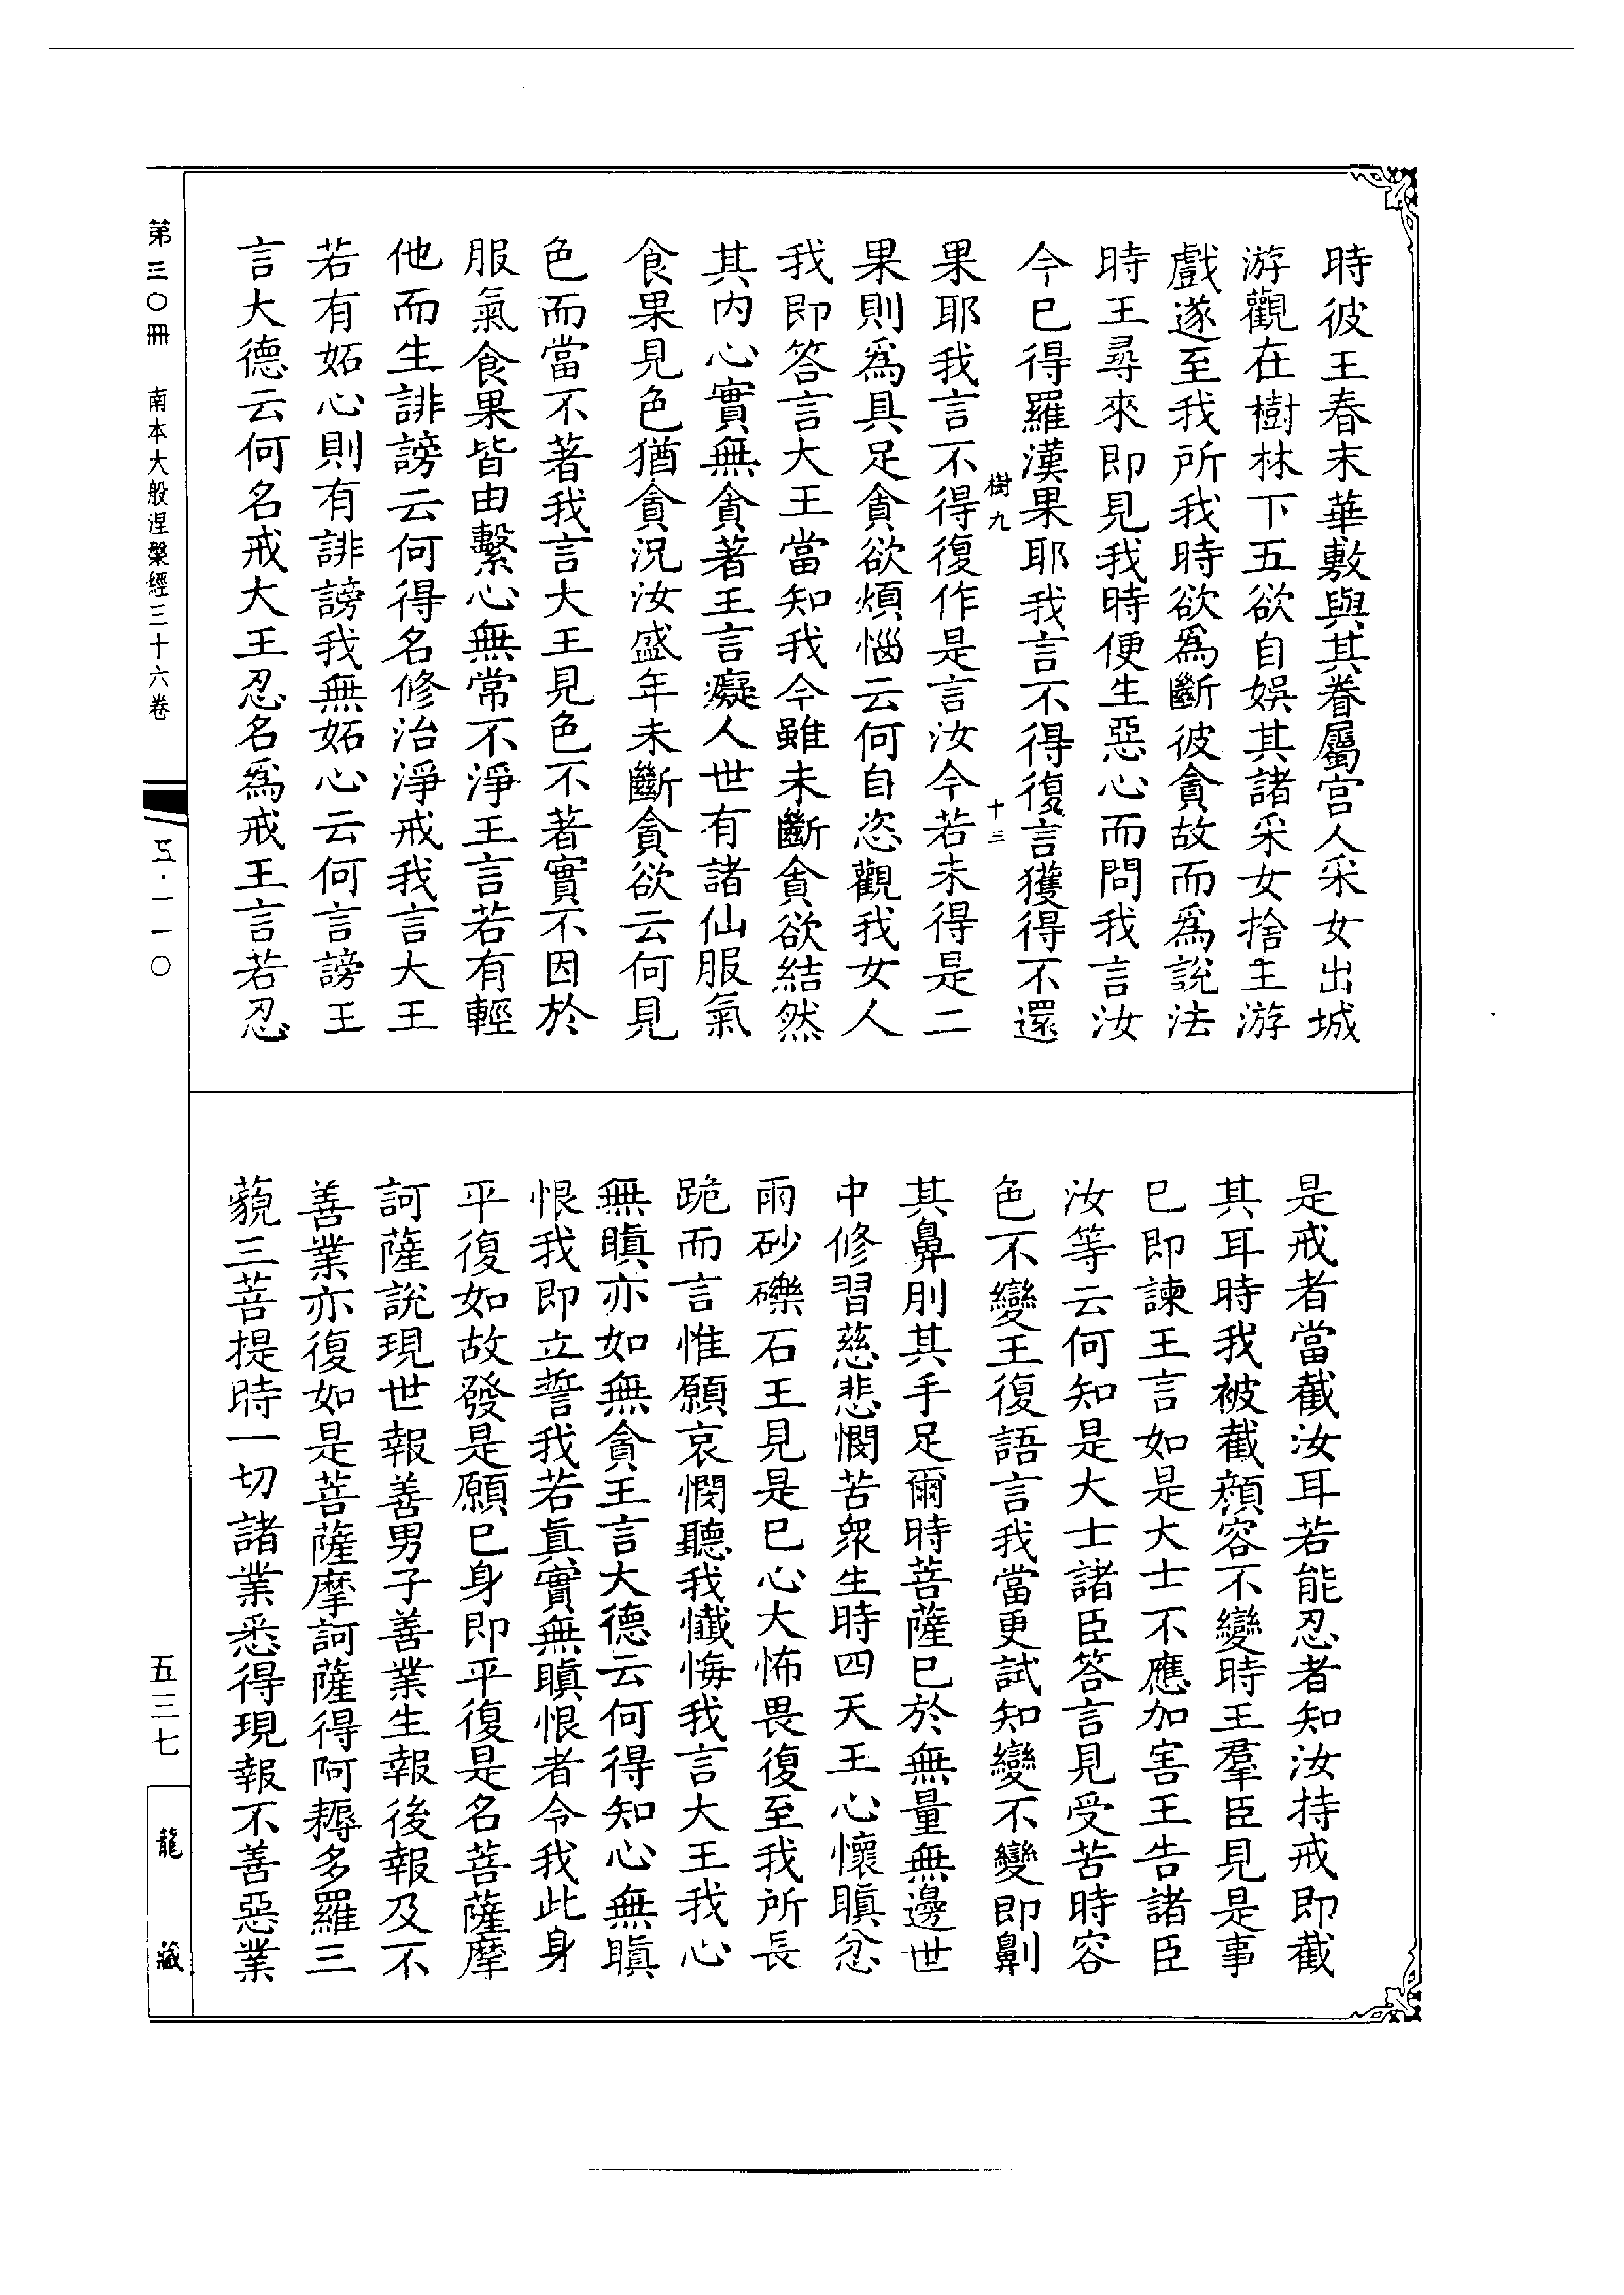 時彼王春末華敷與其眷屬宫人采女出城
游觀在樹林下五欲自娛其諸采女捨王游
戲遂至我所我時欲爲斷彼貪故而爲說法
時王尋來即見我時便生惡心而問我言汝
今已得羅漢果耶我言不得復言獲得不還
樹九
十三
果耶我言不得復作是言汝今若未得是二
果則爲具足貪欲煩惱云何自恣觀我女人
我即答言大王當知我今雖未斷貪欲結然
其内心實無貪著王言癡人世有諸仙服氣
食果見色猶貪況汝盛年未斷貪欲云何見
色而當不著我言大王見色不著實不因於
服氣食果皆由繫心無常不淨王言若有輕
他而生誹謗云何得名修治淨戒我言大王
若有妬心則有誹謗我無妬心云何言謗王
言大德云何名戒大王忍名爲戒王言若忍
是戒者當截汝耳若能忍者知汝持戒即截
其耳時我被截顔容不變時王羣臣見是事
已即諫王言如是大士不應加害王告諸臣
汝等云何知是大士諸臣答言見受苦時容
色不變王復語言我當更試知變不變即劓
其鼻刖其手足爾時菩薩已於無量無邊世
中修習慈悲憫苦衆生時四天王心懷瞋忿
雨砂礫石王見是已心大怖畏復至我所長
跪而言惟願哀憫聽我懺悔我言大王我心
無瞋亦如無貪王言大德云何得知心無瞋
恨我即立誓我若真實無瞋恨者令我此身
平復如故發是願已身即平復是名菩薩摩
訶薩說現世報善男子善業生報後報及不
善業亦復如是菩薩摩訶薩得阿耨多羅三
藐三菩提時一切諸業悉得現報不善惡業
第三〇冊 南本大般涅槃經三十六卷
五·一一〇
五三七
龍藏